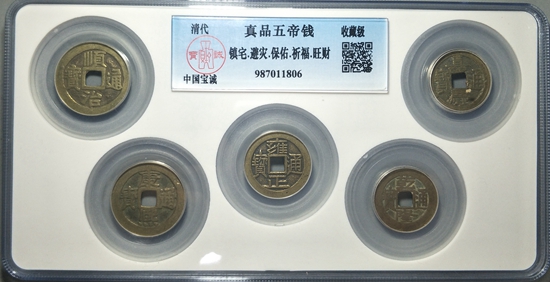 清代
真品五帝钱
收藏级
镇宅.避灾.保佑.祈福.旺财
中国宝诚
987011806
順治通寶
雍正通寶